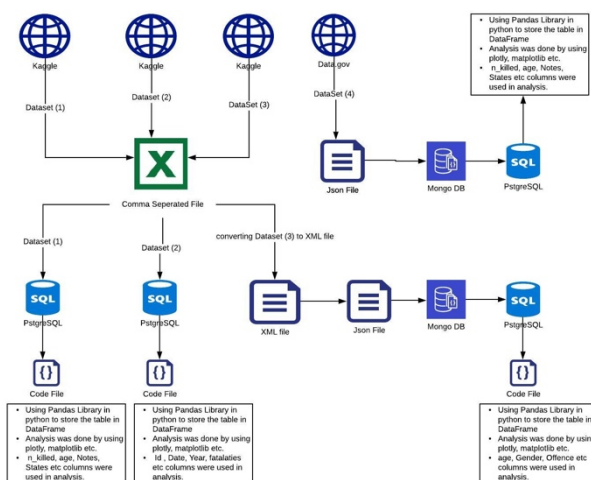 Kaggle
Kaggle
Kaggle
Data.gov
Dataset (1)
Dataset (2)
DataSet (3)
DataSet (4)
• Using Pandas Library in
python to store the table in
DataFrame
• Analysis was done by using
plotly, matplotlib etc.
• n_killed, age, Notes,
States etc columns were
used in analysis.
X
Comma Seperated File
Json File
Mongo DB
SQL
PstgreSQL
Dataset (1)
Dataset (2)
converting Dataset (3) to XML file
SQL
PstgreSQL
SQL
PstgreSQL
XML file
Json File
Mongo DB
SQL
PstgreSQL
{}
Code File
{}
Code File
{}
Code File
• Using Pandas Library in
python to store the table in
DataFrame
• Analysis was done by using
plotly, matplotlib etc.
• n_killed, age, Notes,
States etc columns were
used in analysis.
• Using Pandas Library in
python to store the table in
DataFrame
• Analysis was done by using
plotly, matplotlib etc.
• Id , Date, Year, fatalaties
etc columns were used in
analysis.
• Using Pandas Library in
python to store the table in
DataFrame
• Analysis was done by using
plotly, matplotlib etc.
• age, Gender, Offence etc
columns were used in
analysis.